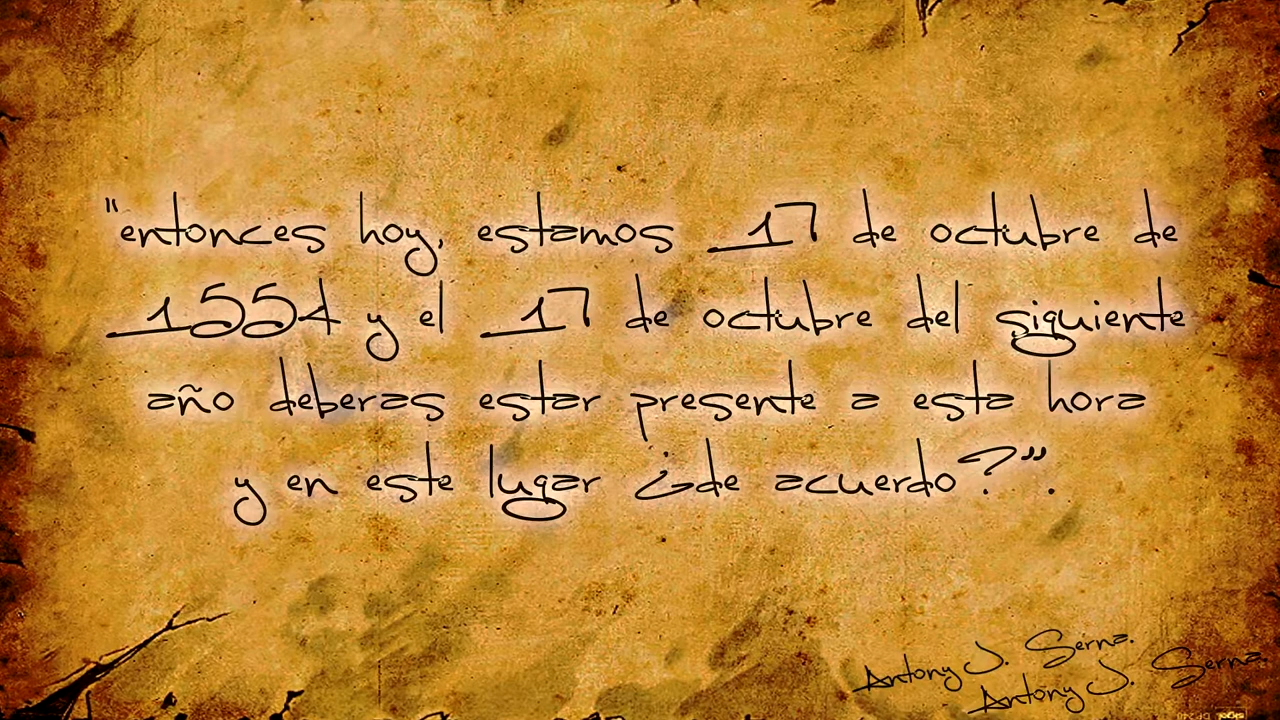 "entonces hoy, estamos 17 de octubre de
1554 y el 17 de octubre del siguiente
año deberas estar presente a esta hora
y en este lugar ¿de acuerdo?".
Antony J. Serna.
Antony J. Serna.